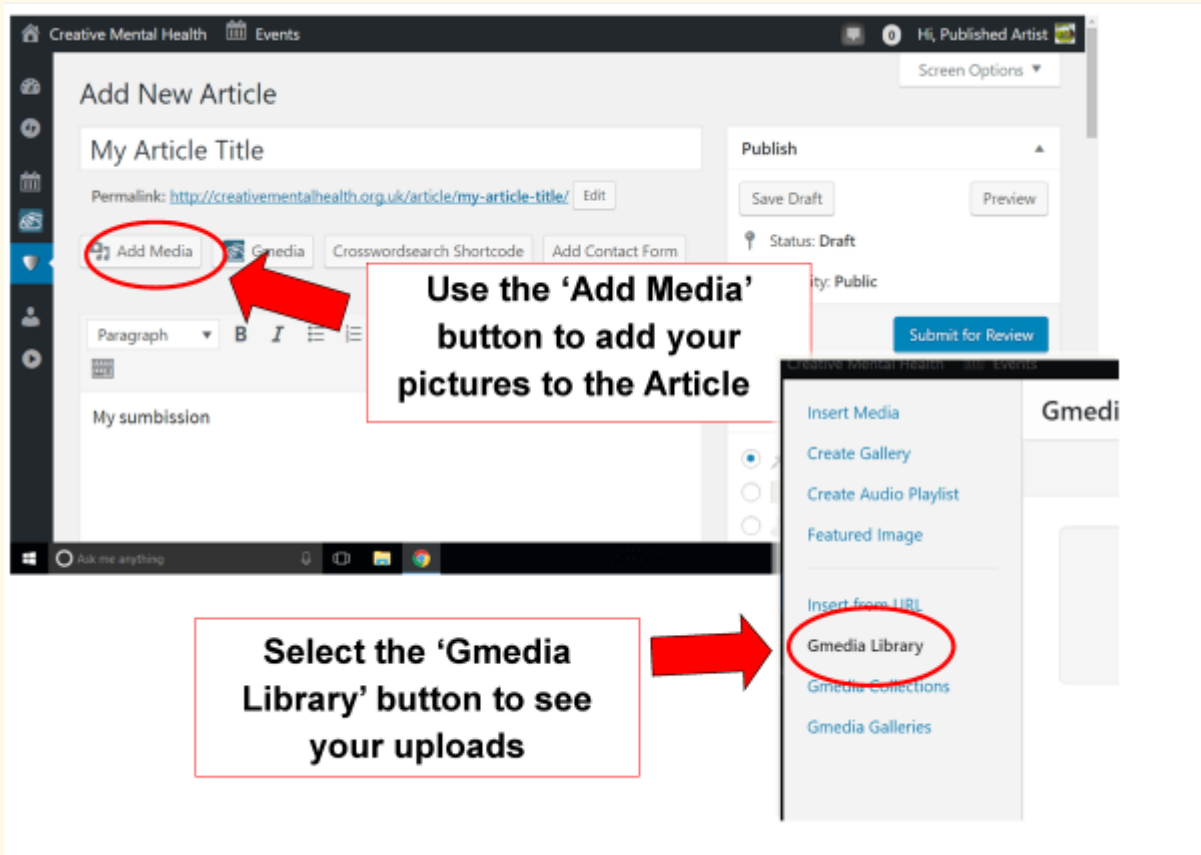 Creative Mental Health Events 0 Hi, Published Artist
Screen Options
Add New Article
My Article Title
Permalink: http://creativementalhealth.org.uk/article/my-article-title/ Edit
Add Media Gmedia Crosswordsearch Shortcode Add Contact Form
Publish
Save Draft Preview
Status: Draft
ity: Public
Submit for Review
Paragraph B I
My sumbission
Use the ‘Add Media’
button to add your
pictures to the Article
Ask me anything
Creative Mental Health Events
Insert Media
Gmedi
Create Gallery
Create Audio Playlist
Featured Image
Insert from URL
Gmedia Library
Gmedia Collections
Gmedia Galleries
Select the ‘Gmedia
Library’ button to see
your uploads